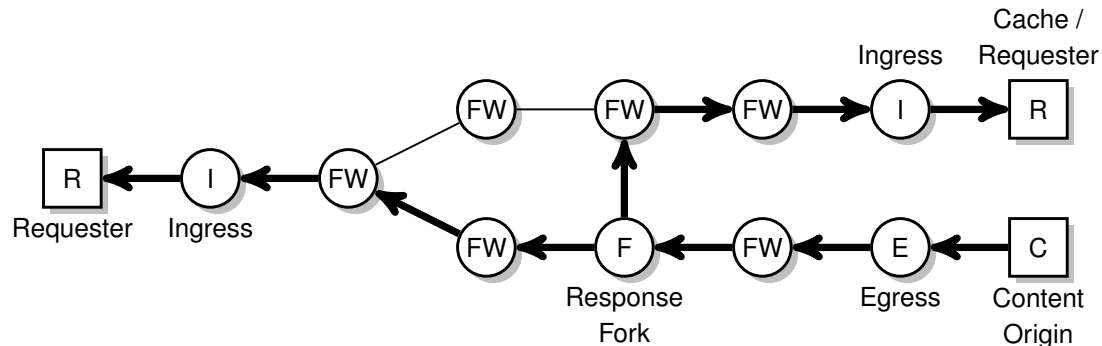 Cache /
Ingress Requester
FW FW FW I R
R I FW
Requester Ingress
FW F FW E C
Response Egress Content
Fork Origin